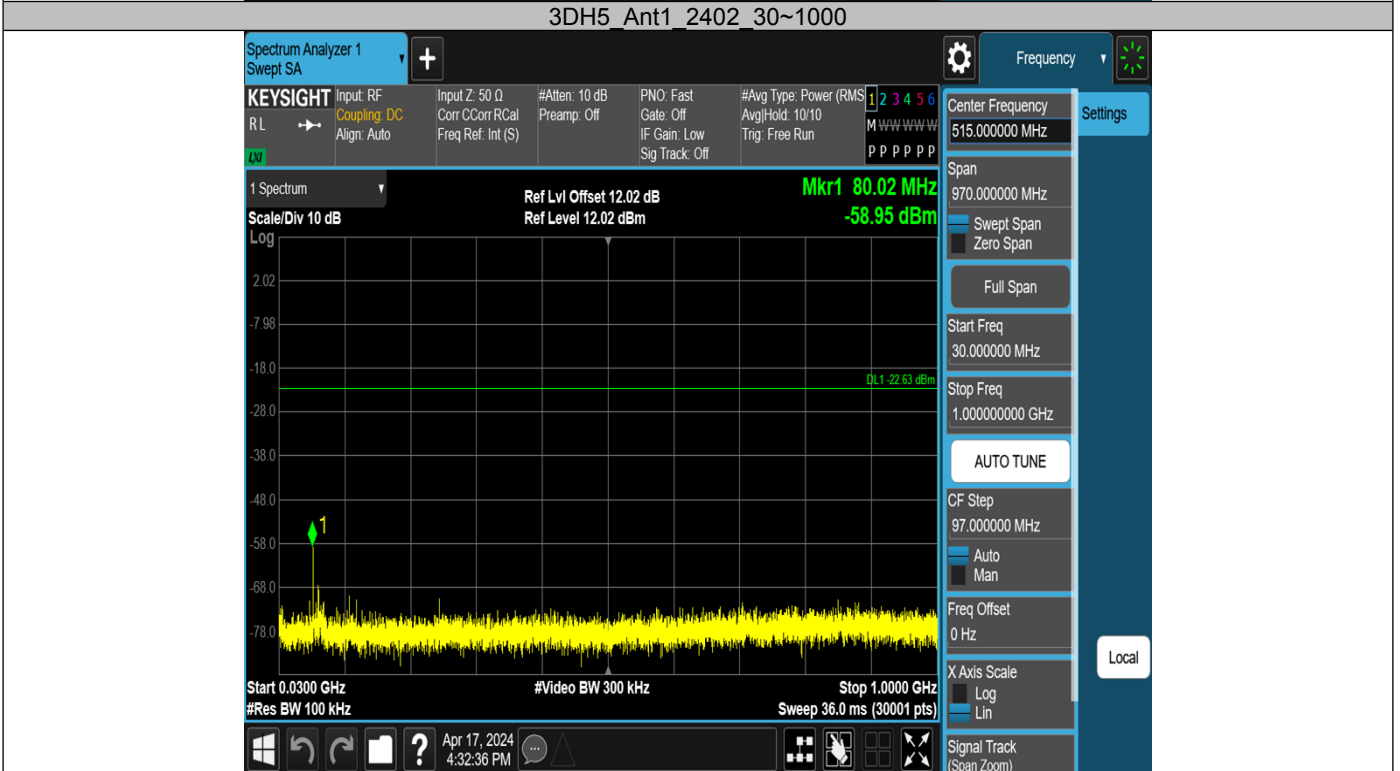 3DH5_Ant1_2402_30~1000
Spectrum Analyzer 1
Swept SA
+
Frequency
KEYSIGHT
RL
LXI
Input: RF
Coupling: DC
Align: Auto
Input Z: 50 Ω
Corr CCorr RCal
Freq Ref: Int (S)
#Atten: 10 dB
Preamp: Off
PNO: Fast
Gate: Off
IF Gain: Low
Sig Track: Off
#Avg Type: Power (RMS
Avg|Hold: 10/10
Trig: Free Run
1 2 3 4 5 6
M W W W W W
P P P P P P
1 Spectrum
Scale/Div 10 dB
Log
Ref Lvl Offset 12.02 dB
Ref Level 12.02 dBm
Mkr1 80.02 MHz
-58.95 dBm
2.02
-7.98
-18.0
DL1 -22.63 dBm
-28.0
-38.0
-48.0
1
-58.0
-68.0
-78.0
Start 0.0300 GHz
#Res BW 100 kHz
#Video BW 300 kHz
Stop 1.0000 GHz
Sweep 36.0 ms (30001 pts)
?
Apr 17, 2024
4:32:36 PM
Center Frequency
515.000000 MHz
Settings
Span
970.000000 MHz
Swept Span
Zero Span
Full Span
Start Freq
30.000000 MHz
Stop Freq
1.000000000 GHz
AUTO TUNE
CF Step
97.000000 MHz
Auto
Man
Freq Offset
0 Hz
X Axis Scale
Log
Lin
Local
Signal Track
(Span Zoom)